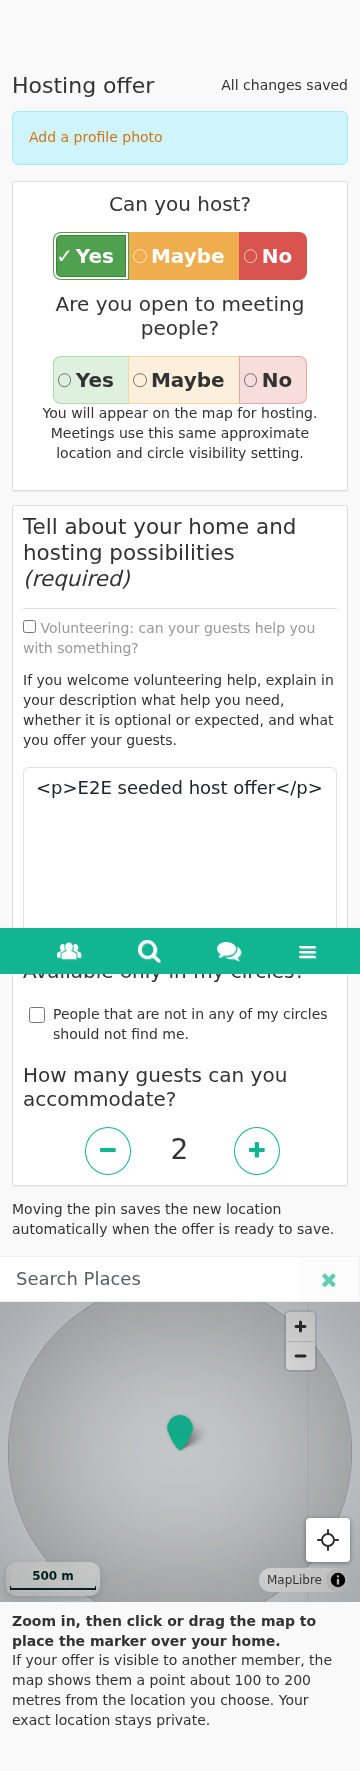 Hosting offer
All changes saved
Add a profile photo
Can you host?
✓ Yes
Maybe
No
Are you open to meeting
people?
Yes
Maybe
No
You will appear on the map for hosting.
Meetings use this same approximate
location and circle visibility setting.
Tell about your home and
hosting possibilities
(required)
Volunteering: can your guests help you
with something?
If you welcome volunteering help, explain in
your description what help you need,
whether it is optional or expected, and what
you offer your guests.
<p>E2E seeded host offer</p>
Available only in my circles?
People that are not in any of my circles
should not find me.
How many guests can you
accommodate?
2
Moving the pin saves the new location
automatically when the offer is ready to save.
Search Places
500 m
MapLibre
Zoom in, then click or drag the map to
place the marker over your home.
If your offer is visible to another member, the
map shows them a point about 100 to 200
metres from the location you choose. Your
exact location stays private.